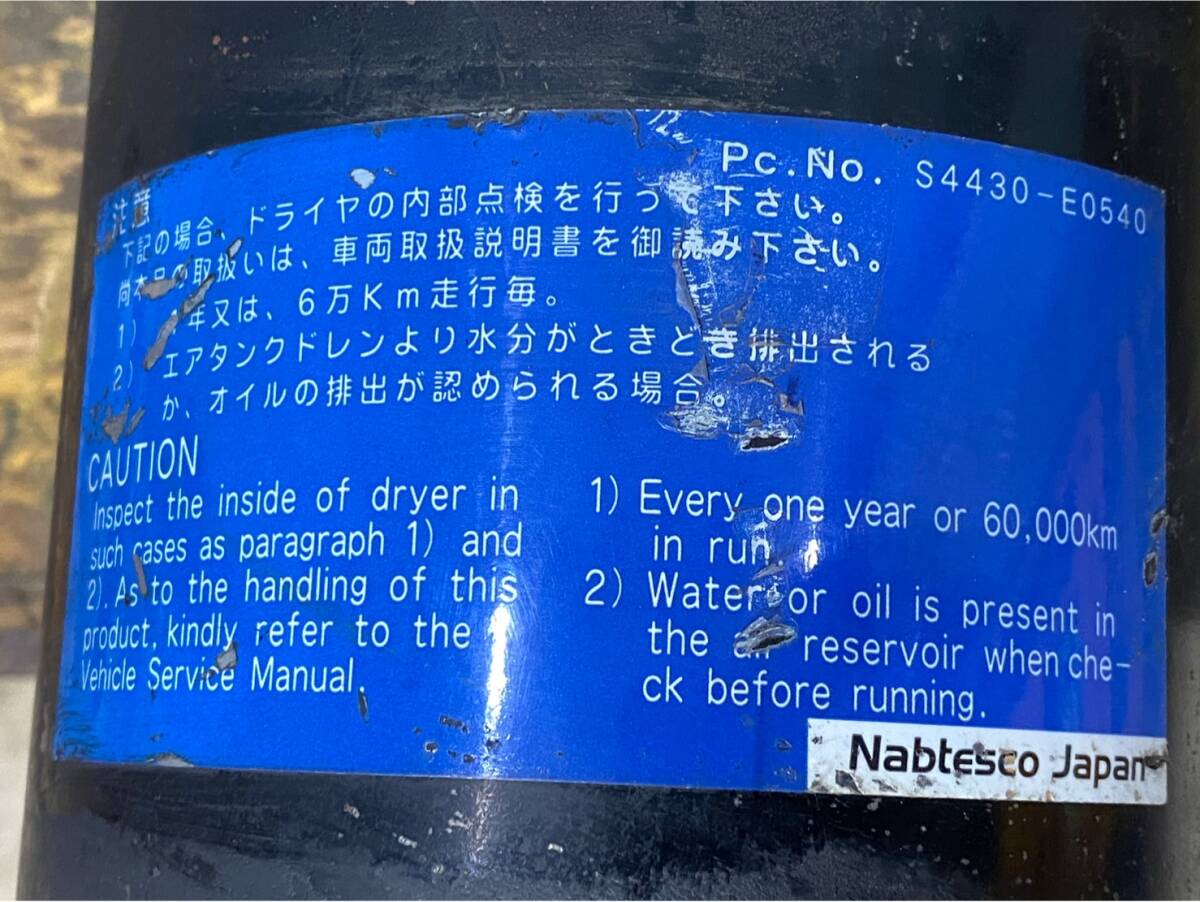 Pc.No. S4430-E0540
注意
下記の場合、ドライヤの内部点検を行って下さい。
尚本品の取扱いは、車両取扱説明書を御読み下さい。
1) 年又は、6万Km走行毎。
2) エアタンクドレンより水分がときどき排出される
か、オイルの排出が認められる場合。
CAUTION
Inspect the inside of dryer in
such cases as paragraph 1) and
2). As to the handling of this
product, kindly refer to the
Vehicle Service Manual.
1) Every one year or 60,000km
in run
2) Water or oil is present in
the air reservoir when che-
ck before running.
Nabtesco Japan